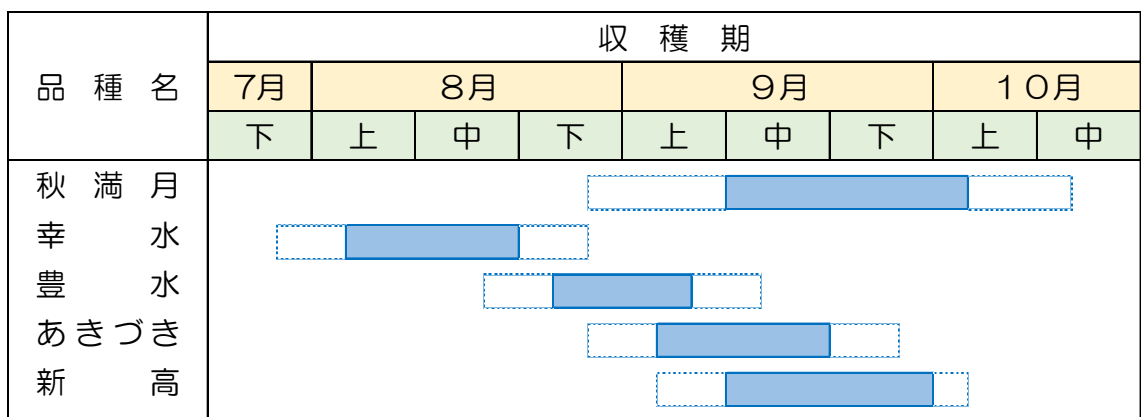 収穫期
品種名
7月 8月 9月 10月
下 上 中 下 上 中 下 上 中
秋満月
幸水
豊水
あきづき
新高